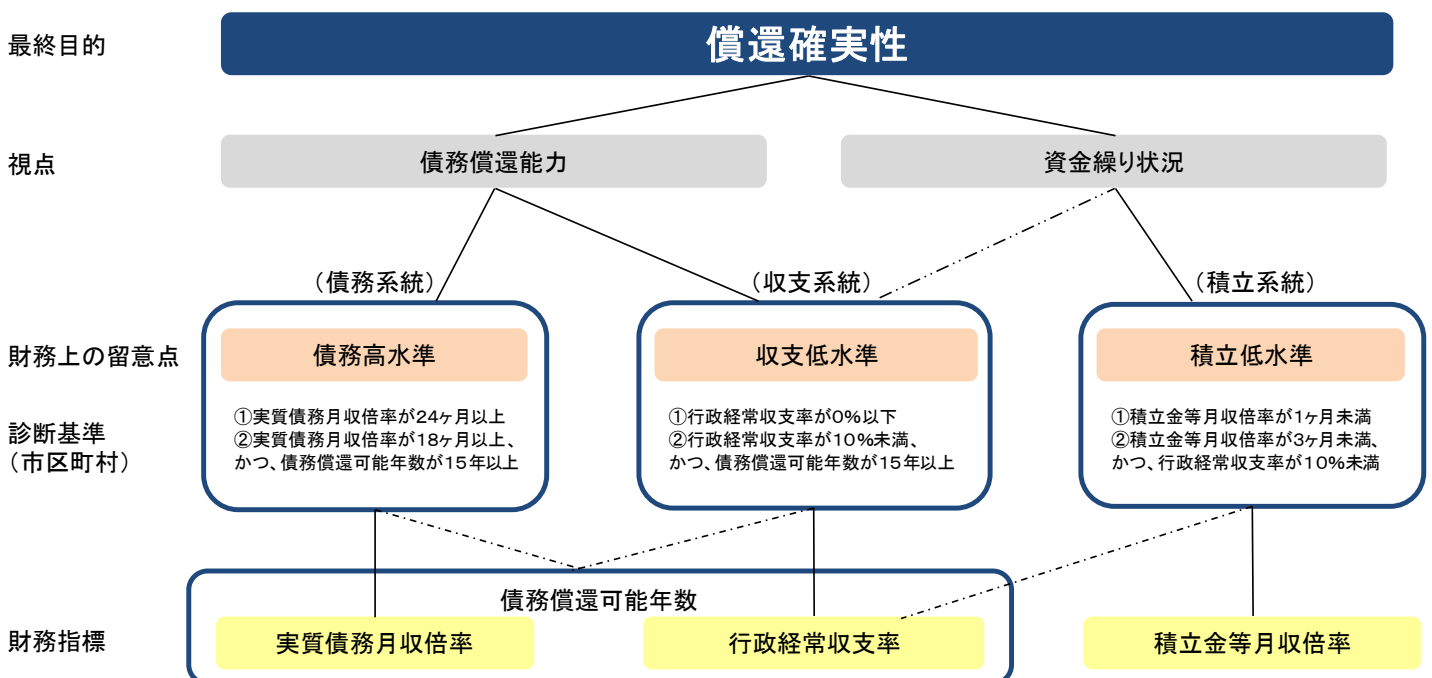 最終目的
償還確実性
視点
債務償還能力
資金繰り状況
（債務系統）
（収支系統）
（積立系統）
財務上の留意点
債務高水準
収支低水準
積立低水準
診断基準
（市区町村）
①実質債務月収倍率が24ヶ月以上
②実質債務月収倍率が18ヶ月以上、
かつ、債務償還可能年数が15年以上
①行政経常収支率が0％以下
②行政経常収支率が10％未満、
かつ、債務償還可能年数が15年以上
①積立金等月収倍率が1ヶ月未満
②積立金等月収倍率が3ヶ月未満、
かつ、行政経常収支率が10％未満
債務償還可能年数
財務指標
実質債務月収倍率
行政経常収支率
積立金等月収倍率